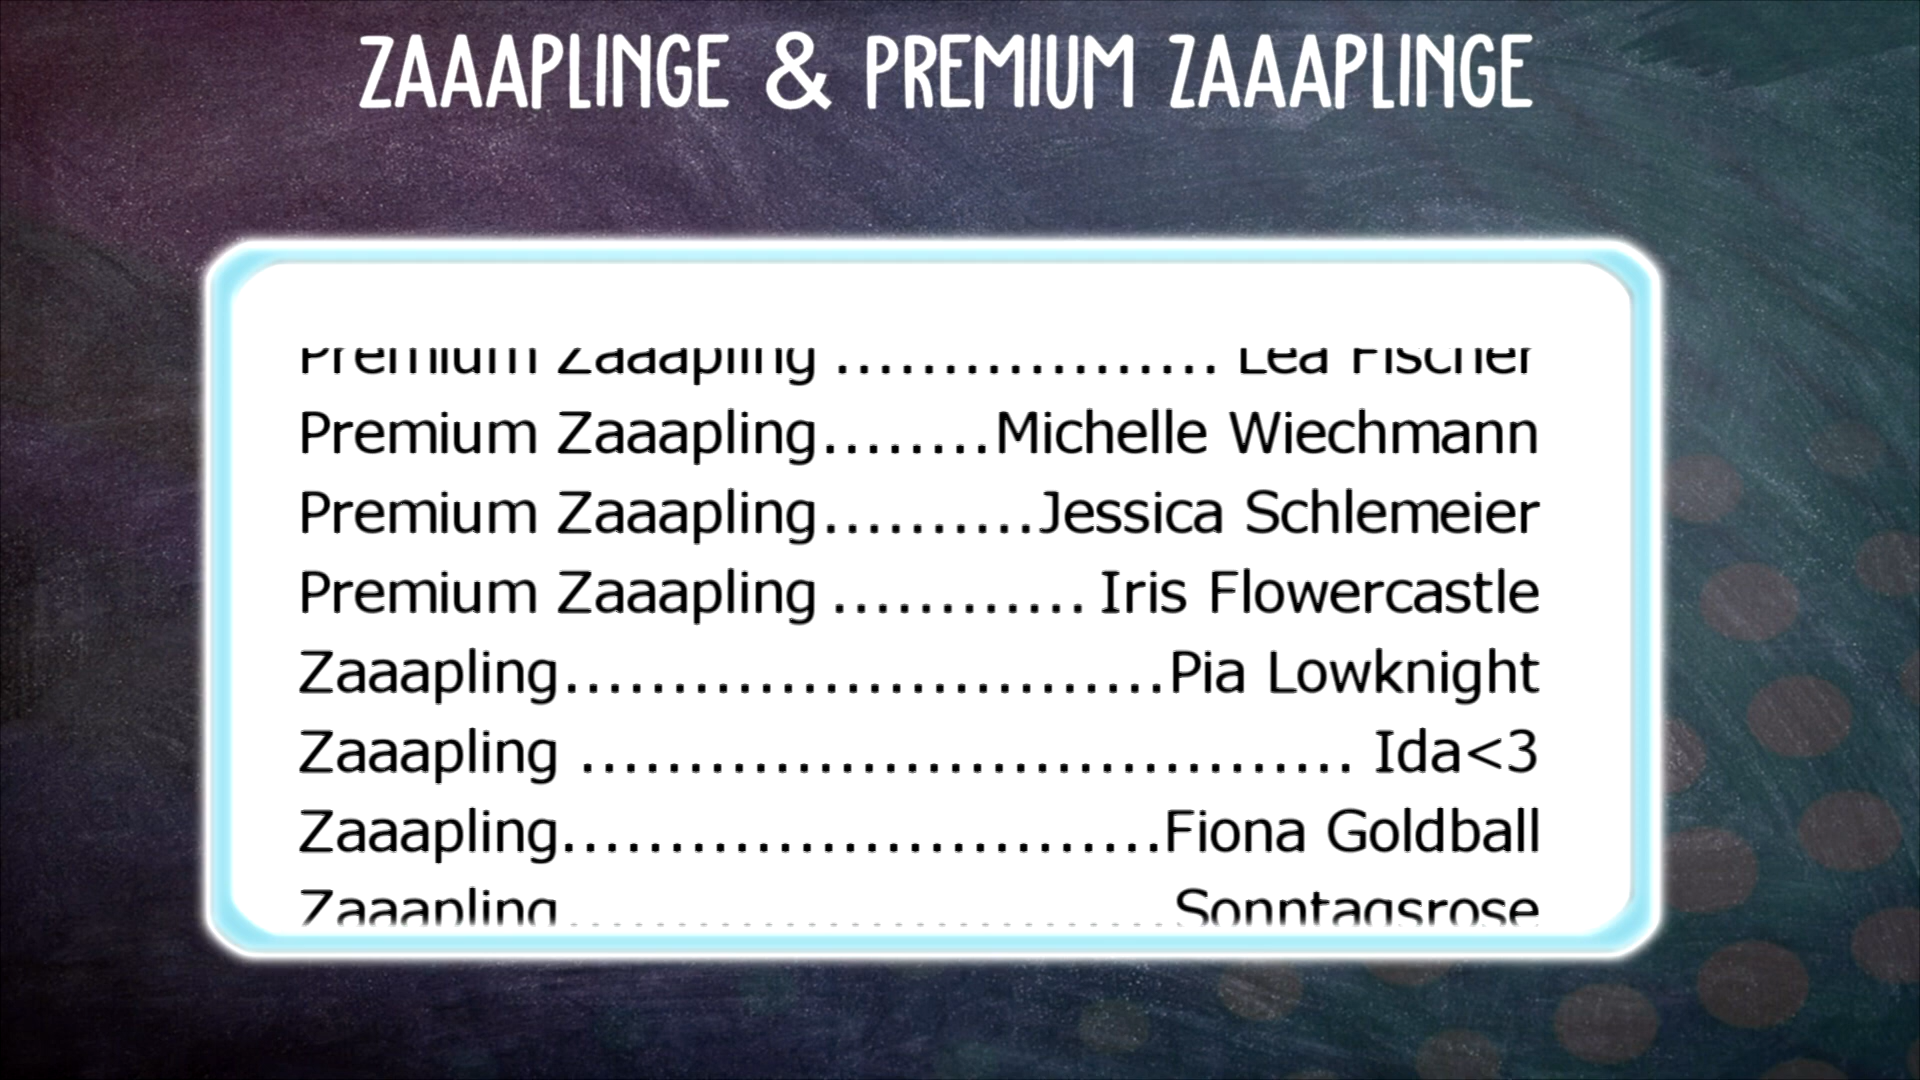 ZAAAPLINGE & PREMIUM ZAAAPLINGE
Premium Zaaapling .................. Lea Fischer
Premium Zaaapling........Michelle Wiechmann
Premium Zaaapling..........Jessica Schlemeier
Premium Zaaapling ............ Iris Flowercastle
Zaaapling............................Pia Lowknight
Zaaapling .................................... Ida<3
Zaaapling............................Fiona Goldball
Zaaapling............................Sonntagsrose